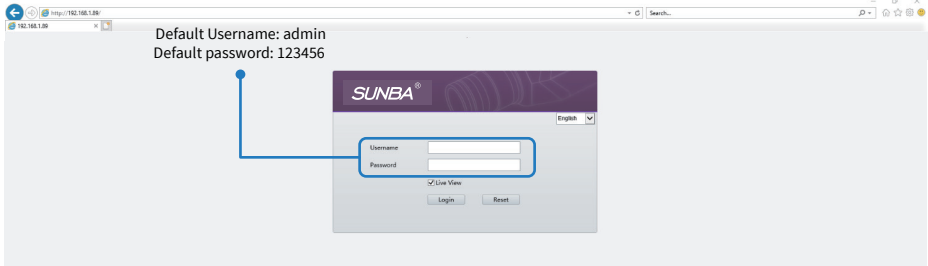 http://192.168.1.89/
Search...
192.168.1.89
Default Username: admin
Default password: 123456
SUNBA®
English
Username
Password
Live View
Login
Reset